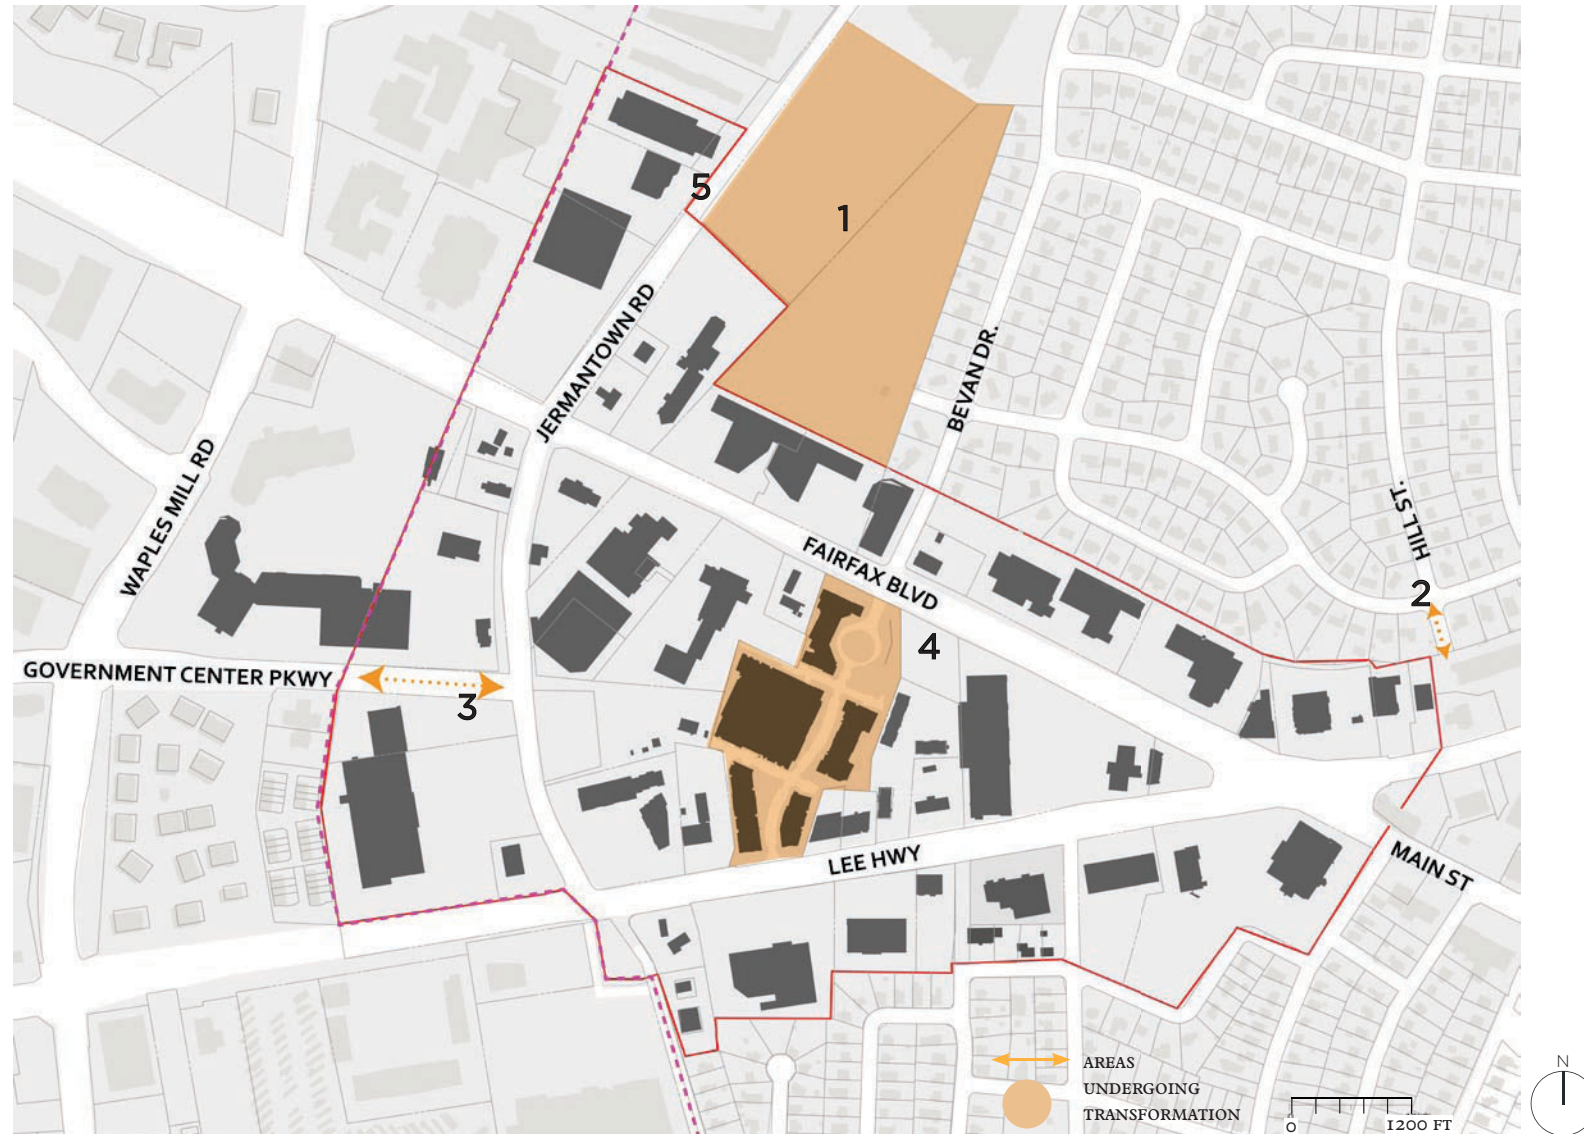 5
1
JERMANTOWN RD
BEVAN DR.
WAPLES MILL RD
HILL ST.
FAIRFAX BLVD
2
4
GOVERNMENT CENTER PKWY
3
LEE HWY
MAIN ST
AREAS
UNDERGOING
TRANSFORMATION
0
1200 FT
N